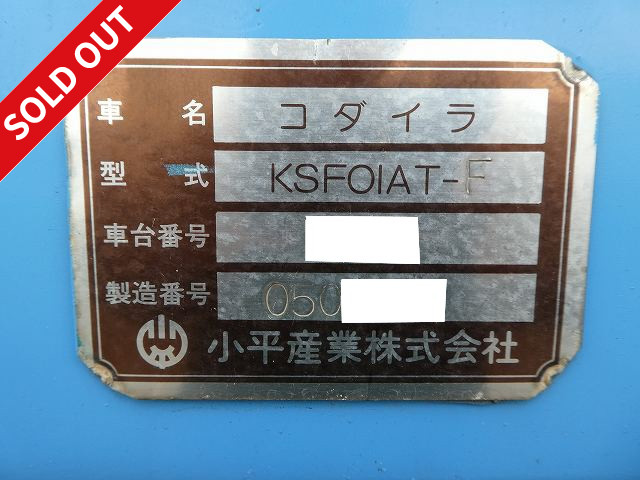 SOLD OUT
車名 コダイラ
型式 KSF01AT-F
車台番号
製造番号 050
小平産業株式会社